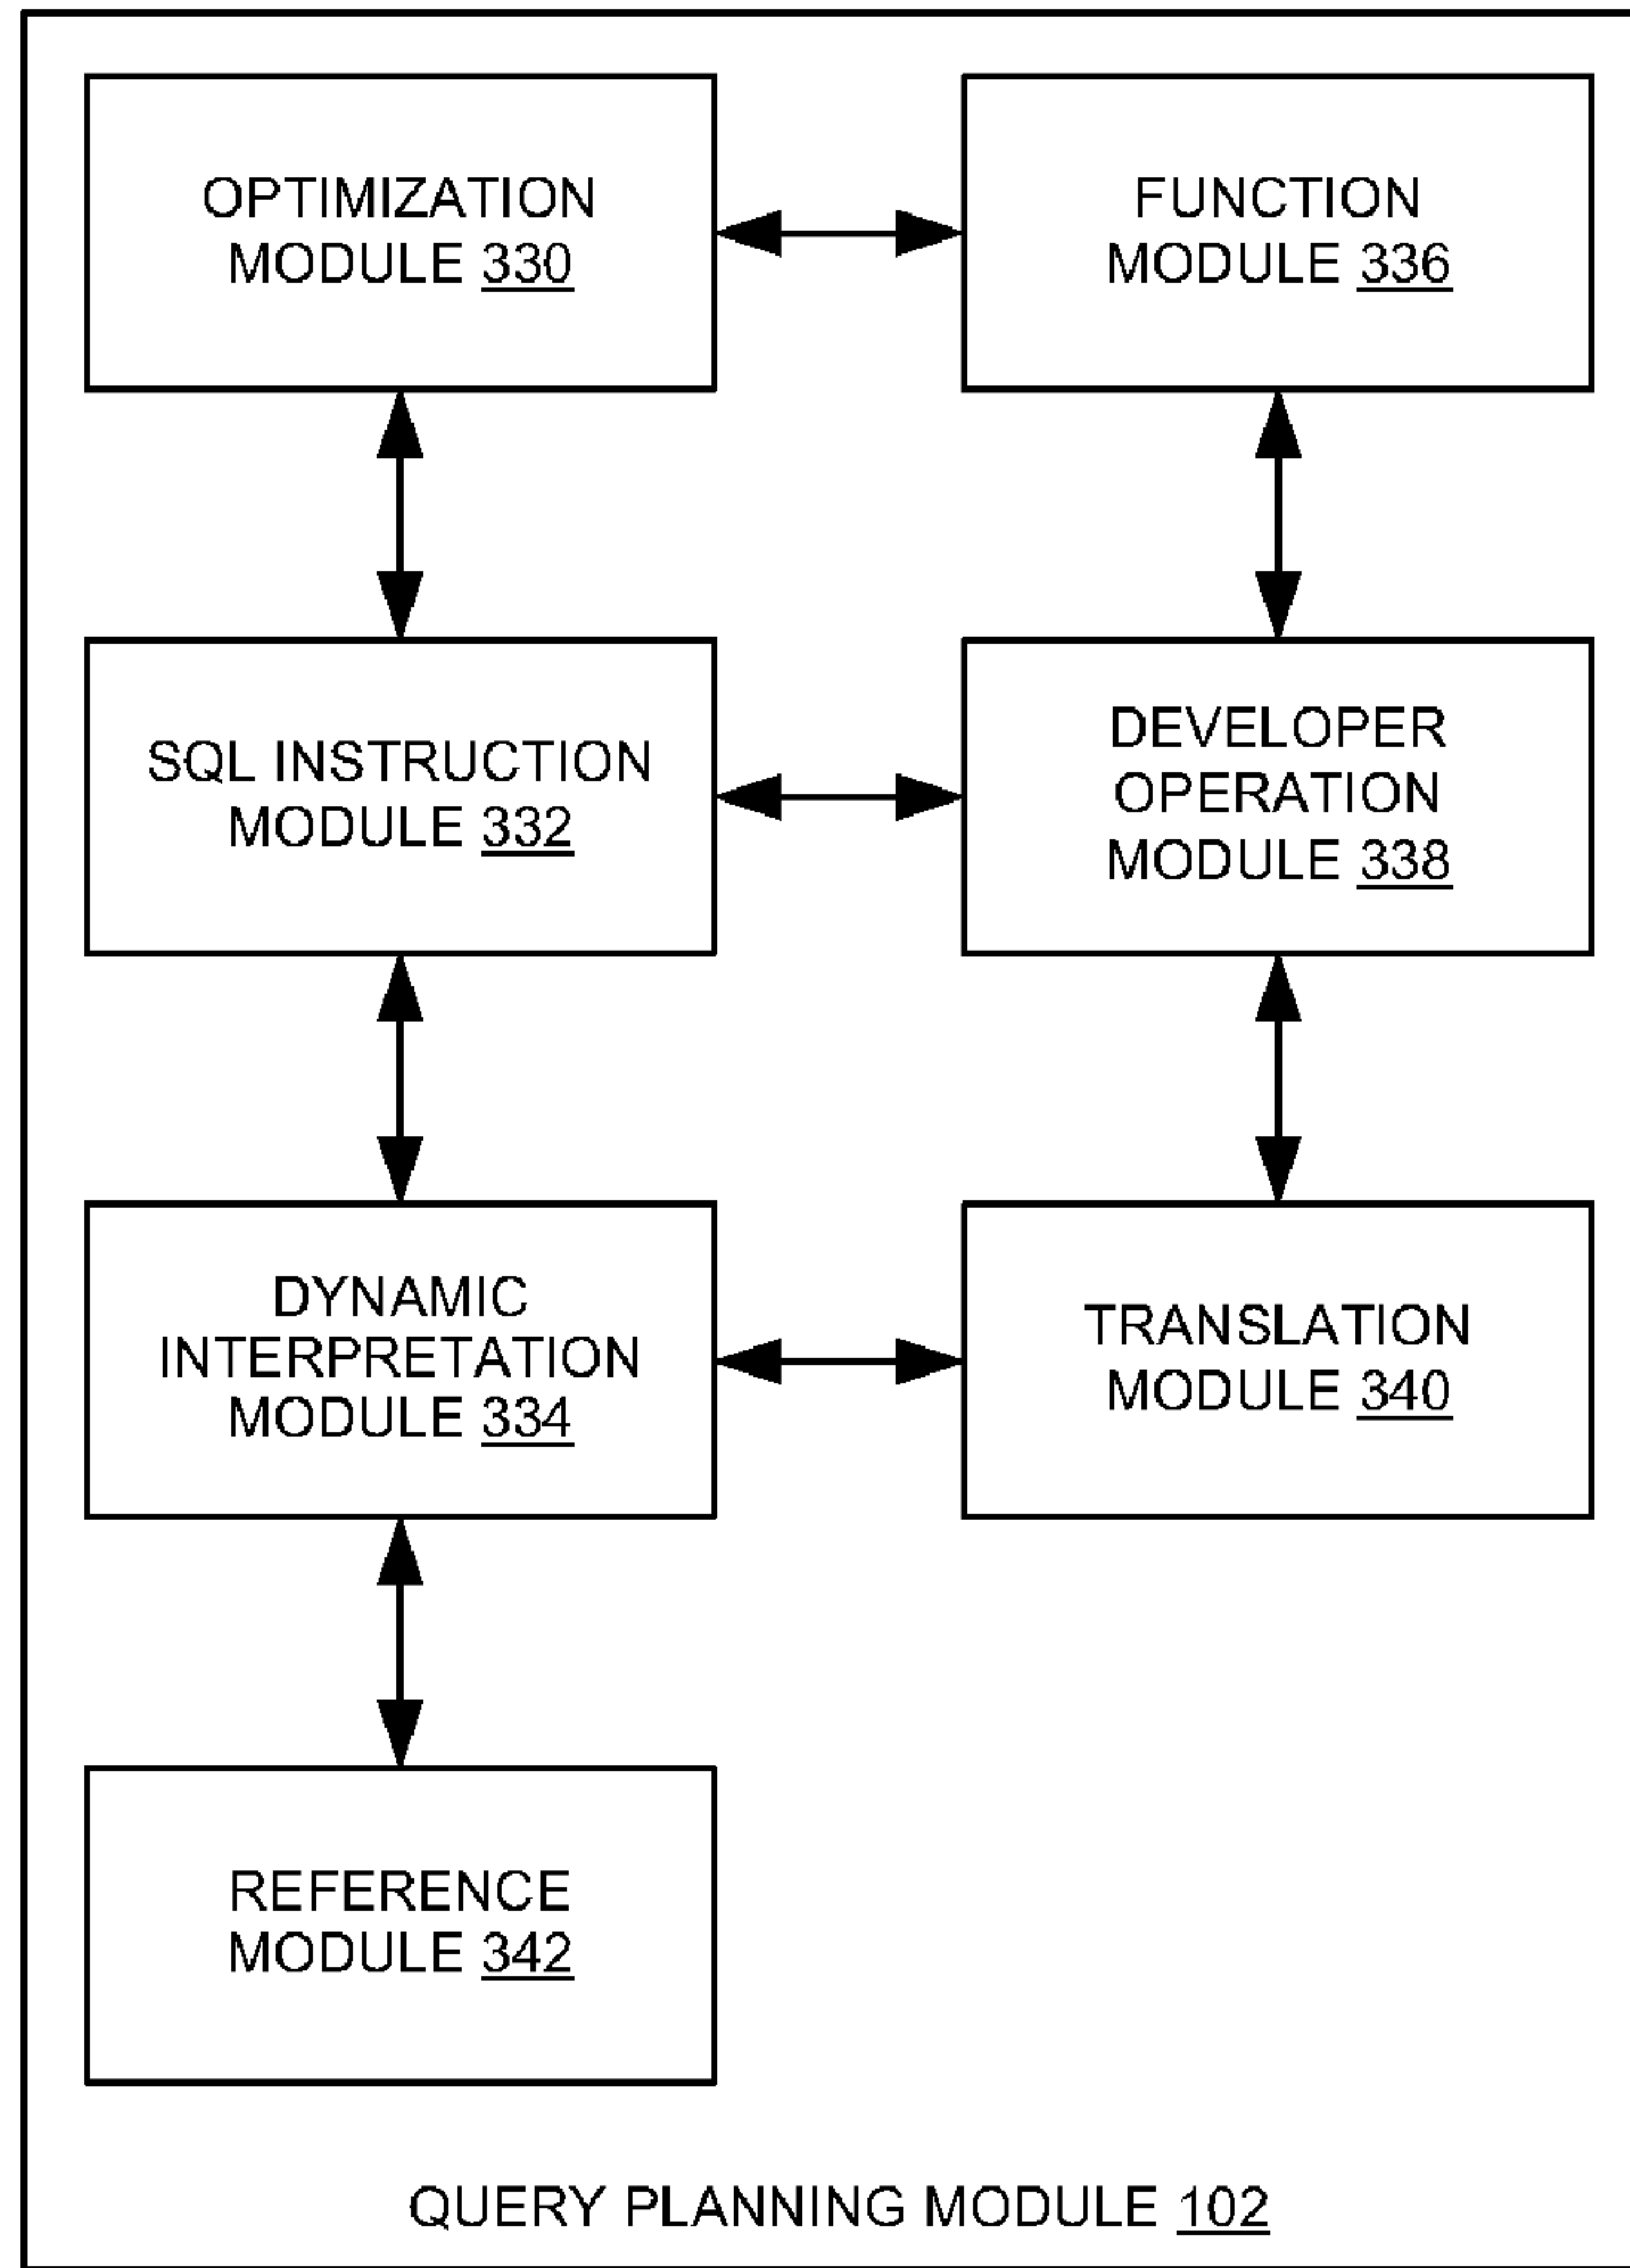 OPTIMIZATION
MODULE 330
FUNCTION
MODULE 336
SQL INSTRUCTION
MODULE 332
DEVELOPER
OPERATION
MODULE 338
DYNAMIC
INTERPRETATION
MODULE 334
TRANSLATION
MODULE 340
REFERENCE
MODULE 342
QUERY PLANNING MODULE 102